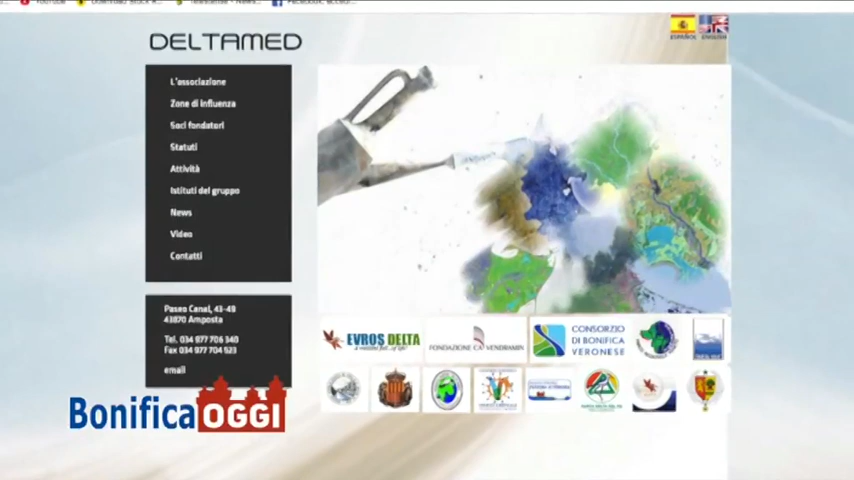 DELTAMED
ESPAÑOL
ENGLISH
L'associazione
Zone di influenza
Soci fondatori
Statuti
Attività
Istituti del gruppo
News
Video
Contatti
Paseo Canal, 43-49
43870 Amposta
Tel. 034 977 706 340
Fax 034 977 704 523
email
EVROS DELTA
FONDAZIONE CA' VENDRAMIN
CONSORZIO
DI BONIFICA
VERONESE
Bonifica OGGI